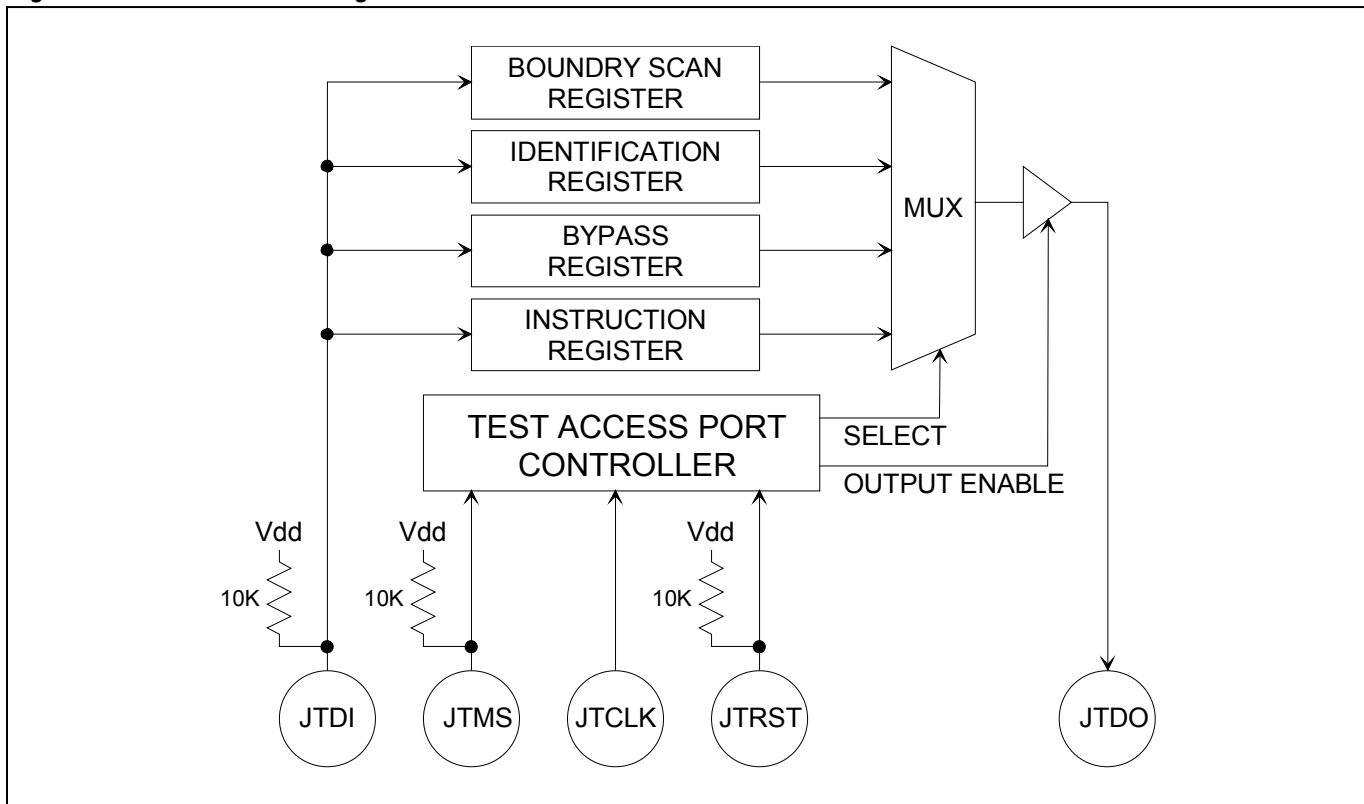 BOUNDRY SCAN
REGISTER
IDENTIFICATION
REGISTER
BYPASS
REGISTER
INSTRUCTION
REGISTER
MUX
TEST ACCESS PORT
CONTROLLER
SELECT
OUTPUT ENABLE
Vdd
Vdd
Vdd
10K
10K
10K
JTDI
JTMS
JTCLK
JTRST
JTDO